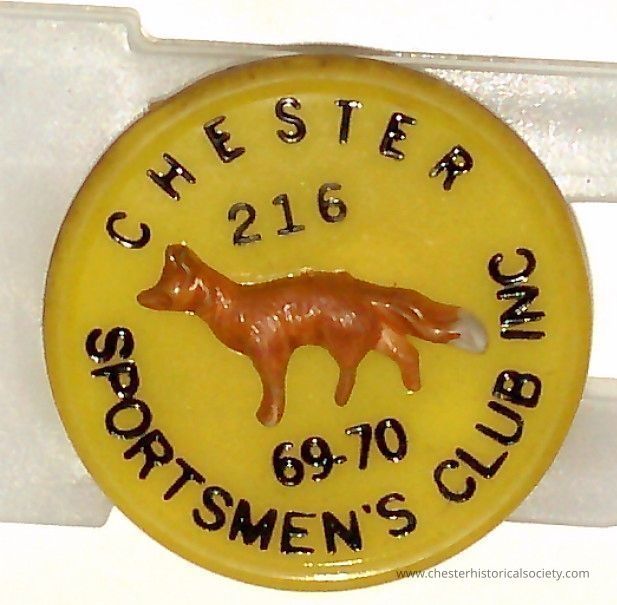 CHESTER
216
69-70
SPORTSMEN'S CLUB INC
www.chesterhistoricalsociety.com